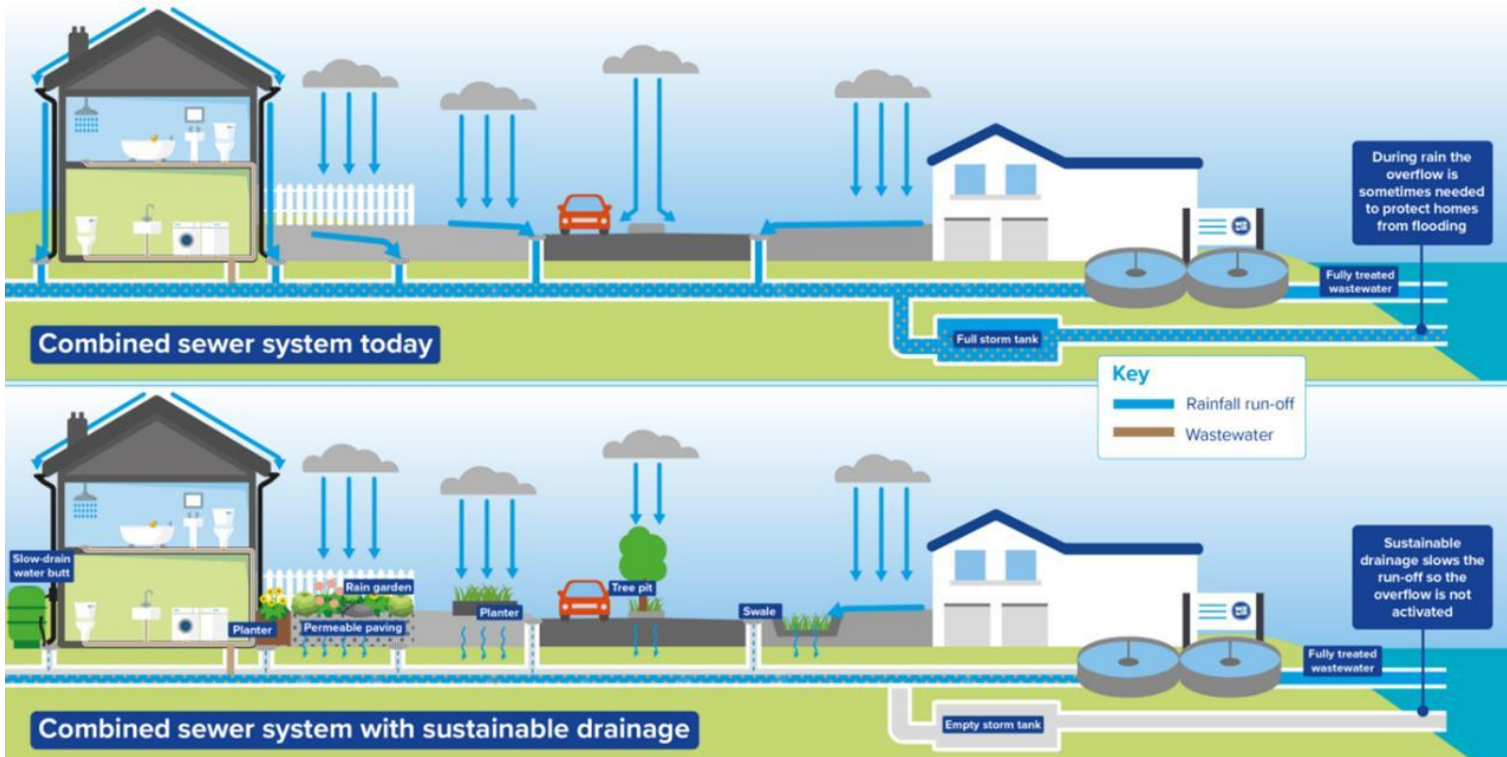 During rain the
overflow is
sometimes needed
to protect homes
from flooding
Fully treated
wastewater
Full storm tank
Combined sewer system today
Key
Rainfall run-off
Wastewater
Slow-drain
water butt
Planter
Rain garden
Permeable paving
Planter
Tree pit
Swale
Sustainable
drainage slows the
run-off so the
overflow is not
activated
Fully treated
wastewater
Empty storm tank
Combined sewer system with sustainable drainage